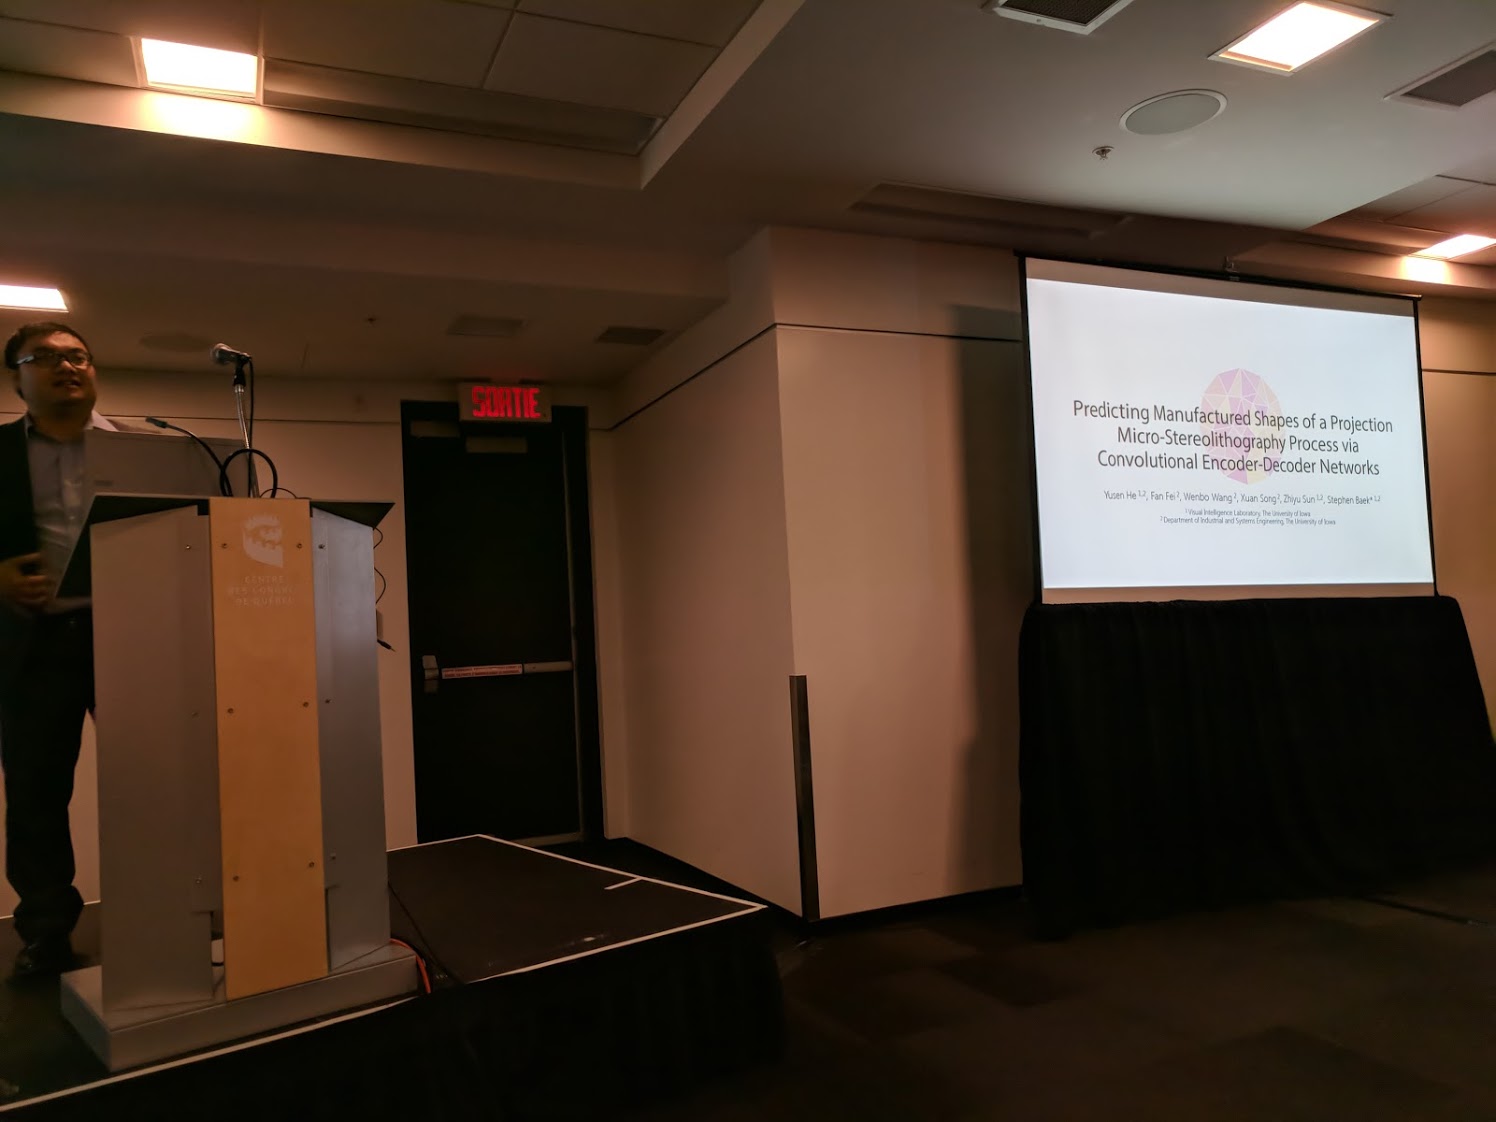 SORTIE
Predicting Manufactured Shapes of a Projection
Micro-Stereolithography Process via
Convolutional Encoder-Decoder Networks
Yusen He 1,2, Fan Fei 2, Wenbo Wang 2, Xuan Song 2, Zhiyu Sun 1,2, Stephen Baek* 1,2
1 Visual Intelligence Laboratory, The University of Iowa
2 Department of Industrial and Systems Engineering, The University of Iowa
CENTRE
DES CONGRÈS
DE QUÉBEC